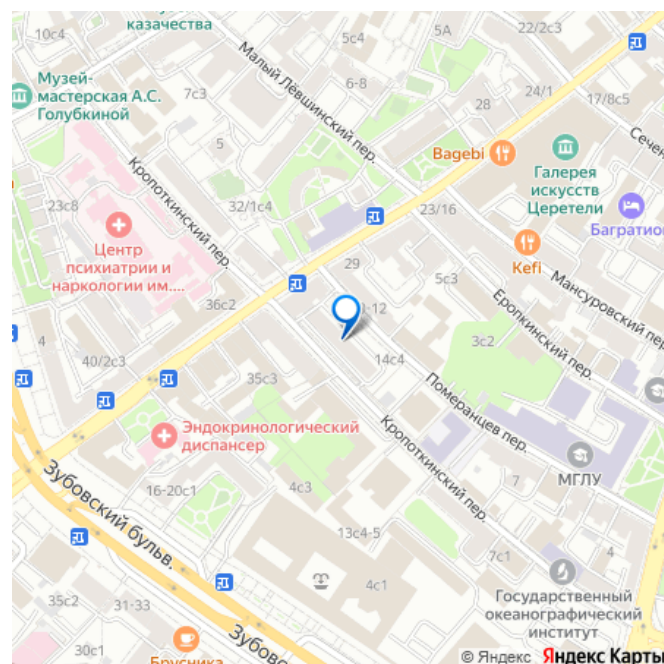 казачества
10с4
5с4
5А
22/2с3
Музей-
мастерская А.С.
Голубкиной
Малый Лёвшинский пер.
6-8
7с3
24/1
28
17/8с5
Сечен
5
Bagebi
Галерея
искусств
Церетели
Кропоткинский пер.
23с8
32/1с4
23/16
Багратион
Центр
психиатрии и
наркологии им....
Kefi
29
5с3
Мансуровский пер.
36с2
-12
Еропкинский пер.
3с2
4
40/2с3
14с4
35с3
Померанцев пер.
Эндокринологический
диспансер
Кропоткинский пер.
МГЛУ
16-20с1
4с3
7
Зубовский бульв.
13с4-5
4
7с1
4с1
Государственный
океанографический
институт
35с2
31-33
30с1
Брусника
Зубовс
© Яндекс Яндекс Карты